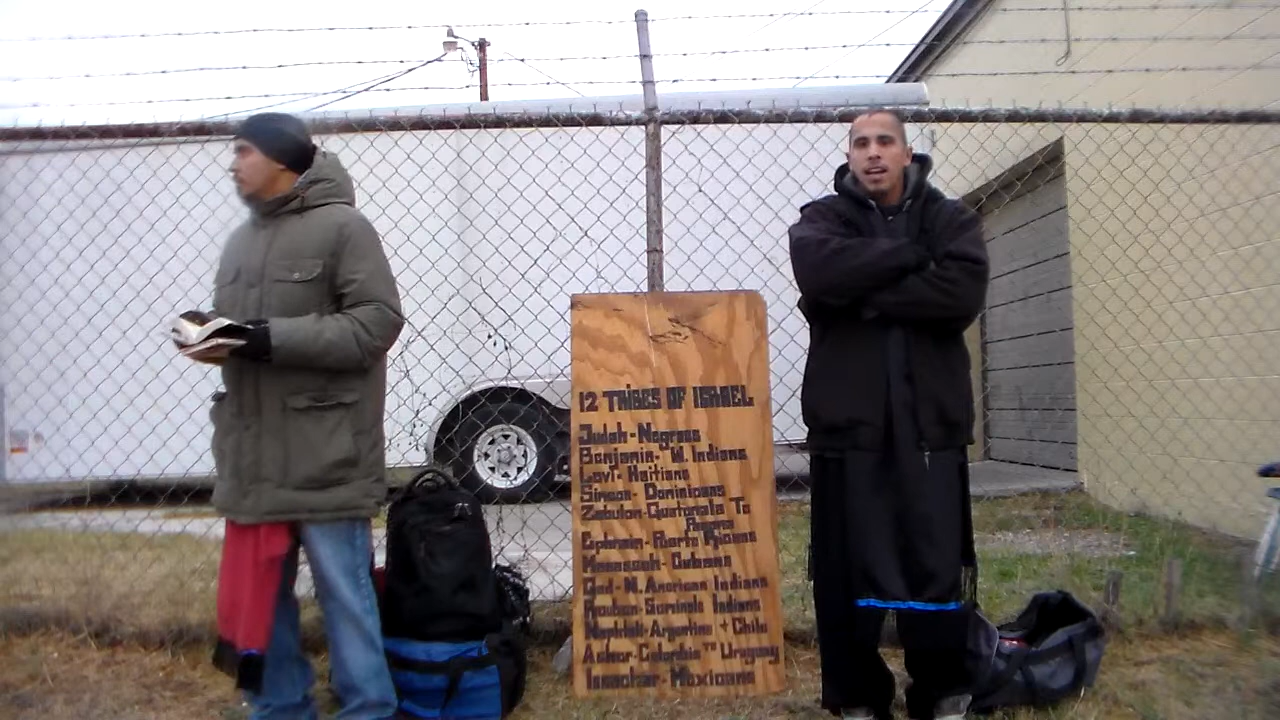 12 TRIBES OF ISRAEL
Judah - Negroes
Benjamin - W. Indians
Levi - Haitians
Simeon - Dominicans
Zebulon - Guatemala To
Panama
Ephraim - Puerto Ricans
Manasseh - Cubans
Gad - N. American Indians
Reuben - Seminole Indians
Naphtali - Argentina + Chile
Asher - Colombia To Uruguay
Issachar - Mexicans